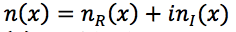 n(x) = n_R(x) + in_I(x)